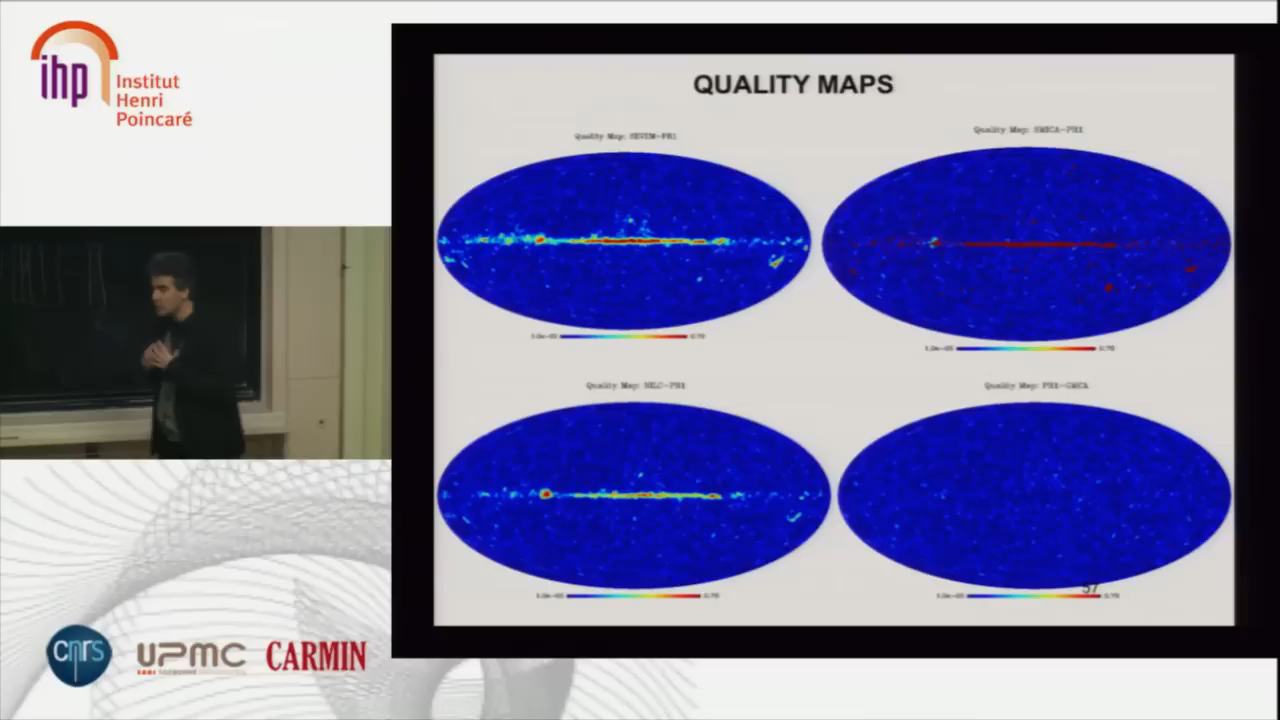 ihp
Institut
Henri
Poincaré
QUALITY MAPS
Quality Map: SEVEM-PR1
Quality Map: SMICA-PR1
Quality Map: NILC-PR1
Quality Map: PR1-GMCA
57
cnrs
UPMC
CARMIN